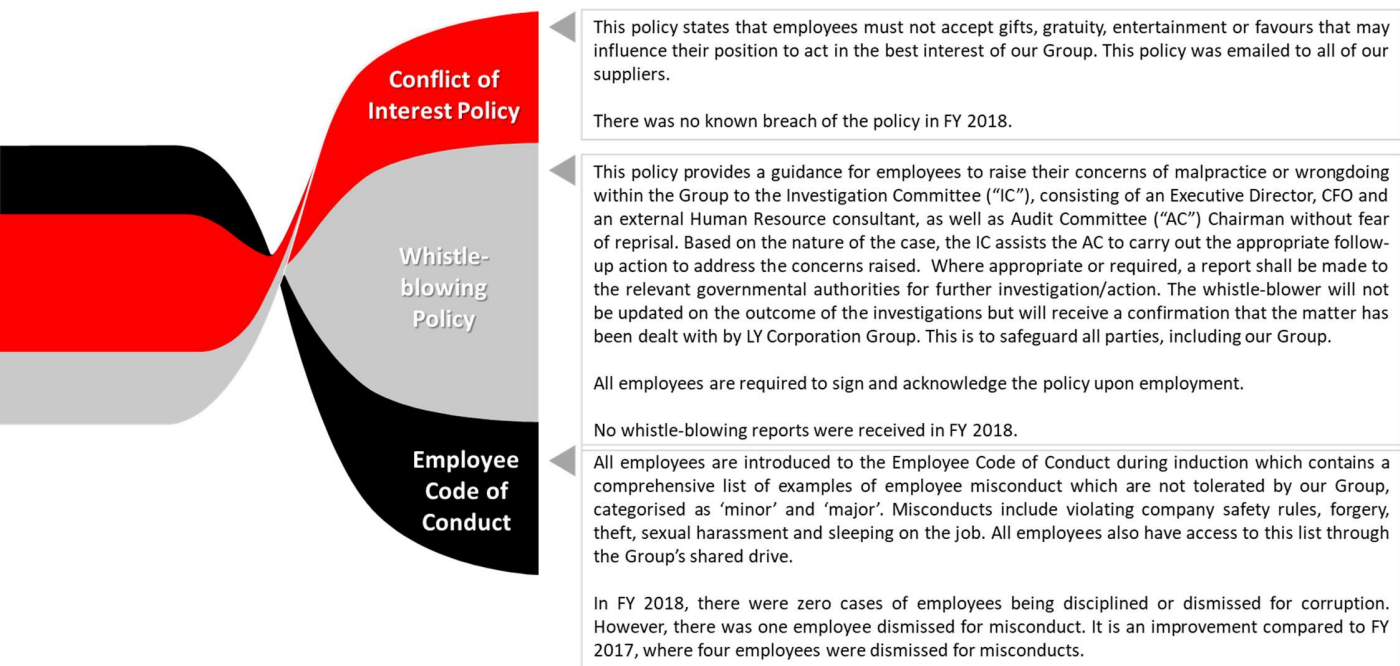 Conflict of
Interest Policy
This policy states that employees must not accept gifts, gratuity, entertainment or favours that may
influence their position to act in the best interest of our Group. This policy was emailed to all of our
suppliers.
There was no known breach of the policy in FY 2018.
Whistle-
blowing
Policy
This policy provides a guidance for employees to raise their concerns of malpractice or wrongdoing
within the Group to the Investigation Committee (“IC”), consisting of an Executive Director, CFO and
an external Human Resource consultant, as well as Audit Committee (“AC”) Chairman without fear
of reprisal. Based on the nature of the case, the IC assists the AC to carry out the appropriate follow-
up action to address the concerns raised.  Where appropriate or required, a report shall be made to
the relevant governmental authorities for further investigation/action. The whistle-blower will not
be updated on the outcome of the investigations but will receive a confirmation that the matter has
been dealt with by LY Corporation Group. This is to safeguard all parties, including our Group.
All employees are required to sign and acknowledge the policy upon employment.
No whistle-blowing reports were received in FY 2018.
Employee
Code of
Conduct
All employees are introduced to the Employee Code of Conduct during induction which contains a
comprehensive list of examples of employee misconduct which are not tolerated by our Group,
categorised as ‘minor’ and ‘major’. Misconducts include violating company safety rules, forgery,
theft, sexual harassment and sleeping on the job. All employees also have access to this list through
the Group’s shared drive.
In FY 2018, there were zero cases of employees being disciplined or dismissed for corruption.
However, there was one employee dismissed for misconduct. It is an improvement compared to FY
2017, where four employees were dismissed for misconducts.